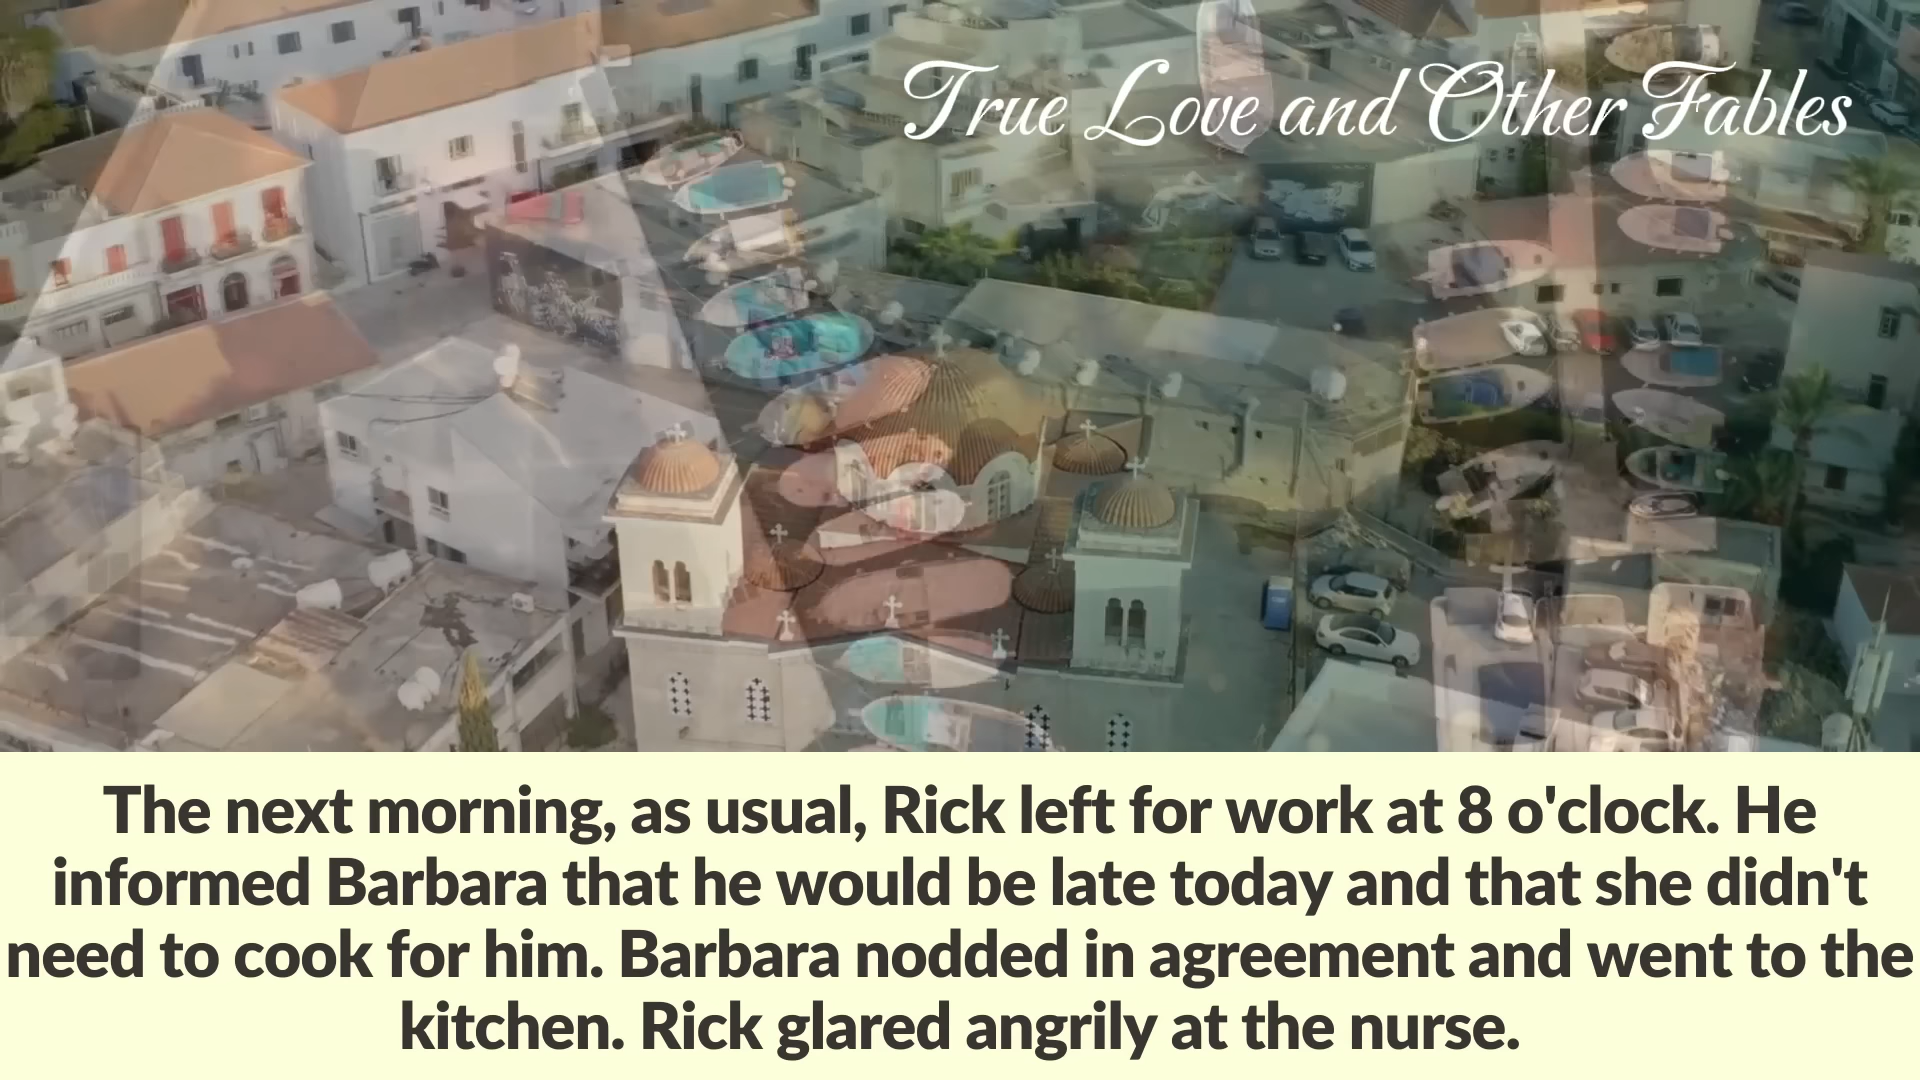 True Love and Other Fables
The next morning, as usual, Rick left for work at 8 o'clock. He
informed Barbara that he would be late today and that she didn't
need to cook for him. Barbara nodded in agreement and went to the
kitchen. Rick glared angrily at the nurse.